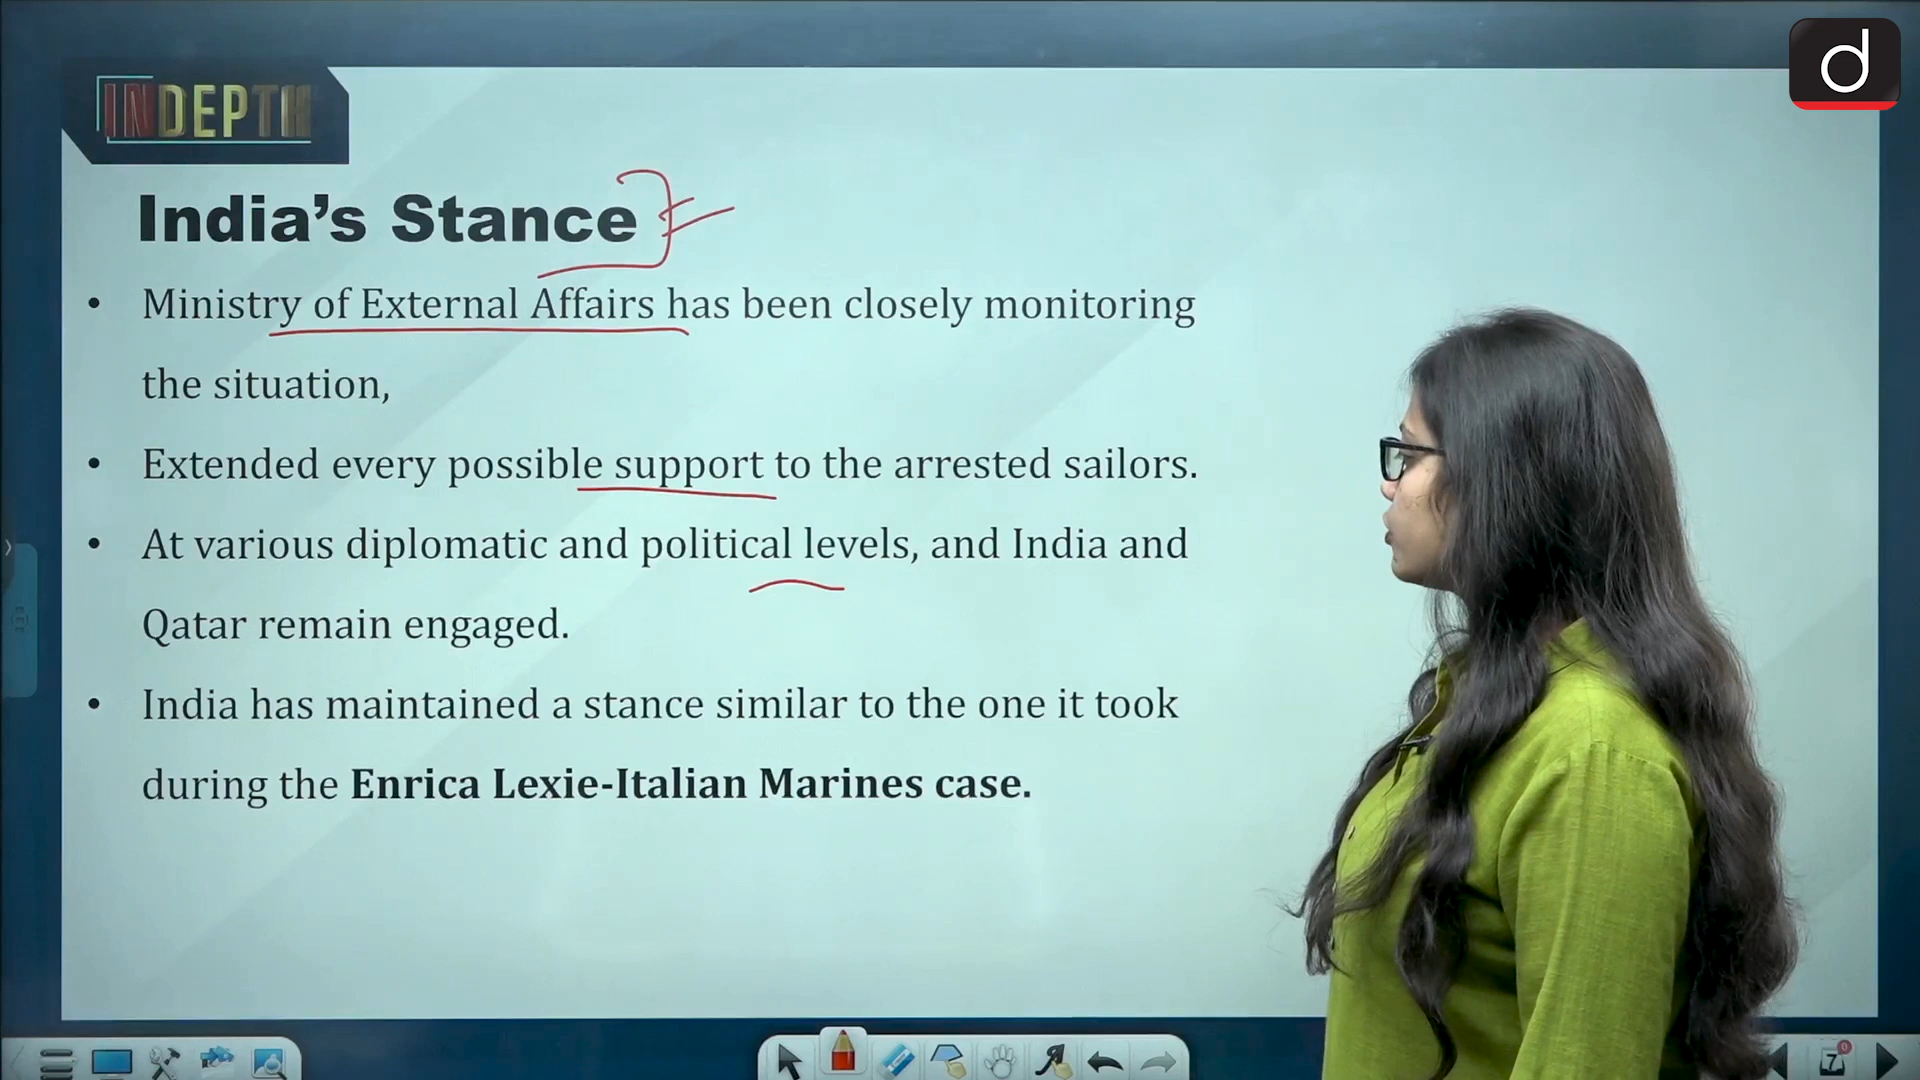 d
INDEPTH
India’s Stance
• Ministry of External Affairs has been closely monitoring
the situation,
• Extended every possible support to the arrested sailors.
• At various diplomatic and political levels, and India and
Qatar remain engaged.
• India has maintained a stance similar to the one it took
during the Enrica Lexie-Italian Marines case.
7
0